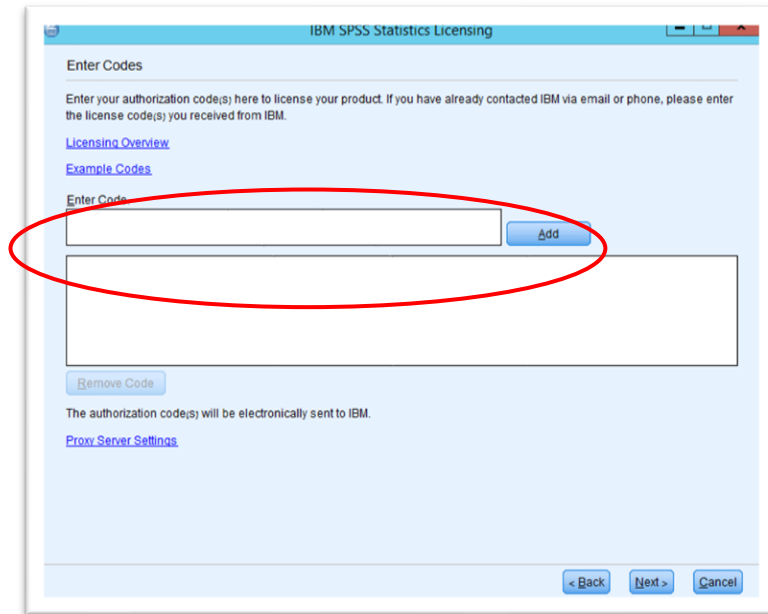 IBM SPSS Statistics Licensing
Enter Codes
Enter your authorization code(s) here to license your product. If you have already contacted IBM via email or phone, please enter
the license code(s) you received from IBM.
Licensing Overview
Example Codes
Enter Code
Add
Remove Code
The authorization code(s) will be electronically sent to IBM.
Proxy Server Settings
< Back Next > Cancel